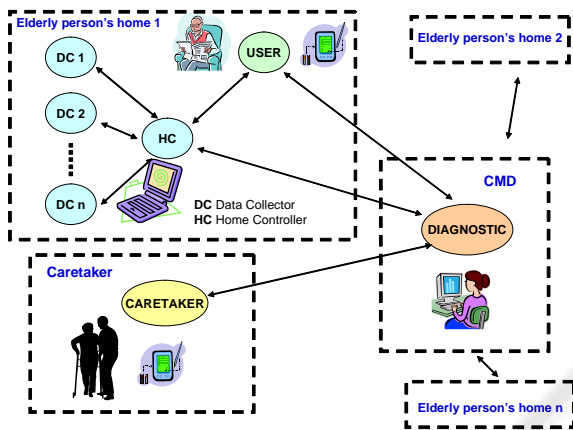 Elderly person's home 1
DC 1
USER
Elderly person's home 2
DC 2
HC
CMD
DC n
DC Data Collector
HC Home Controller
DIAGNOSTIC
Caretaker
CARETAKER
Elderly person's home n